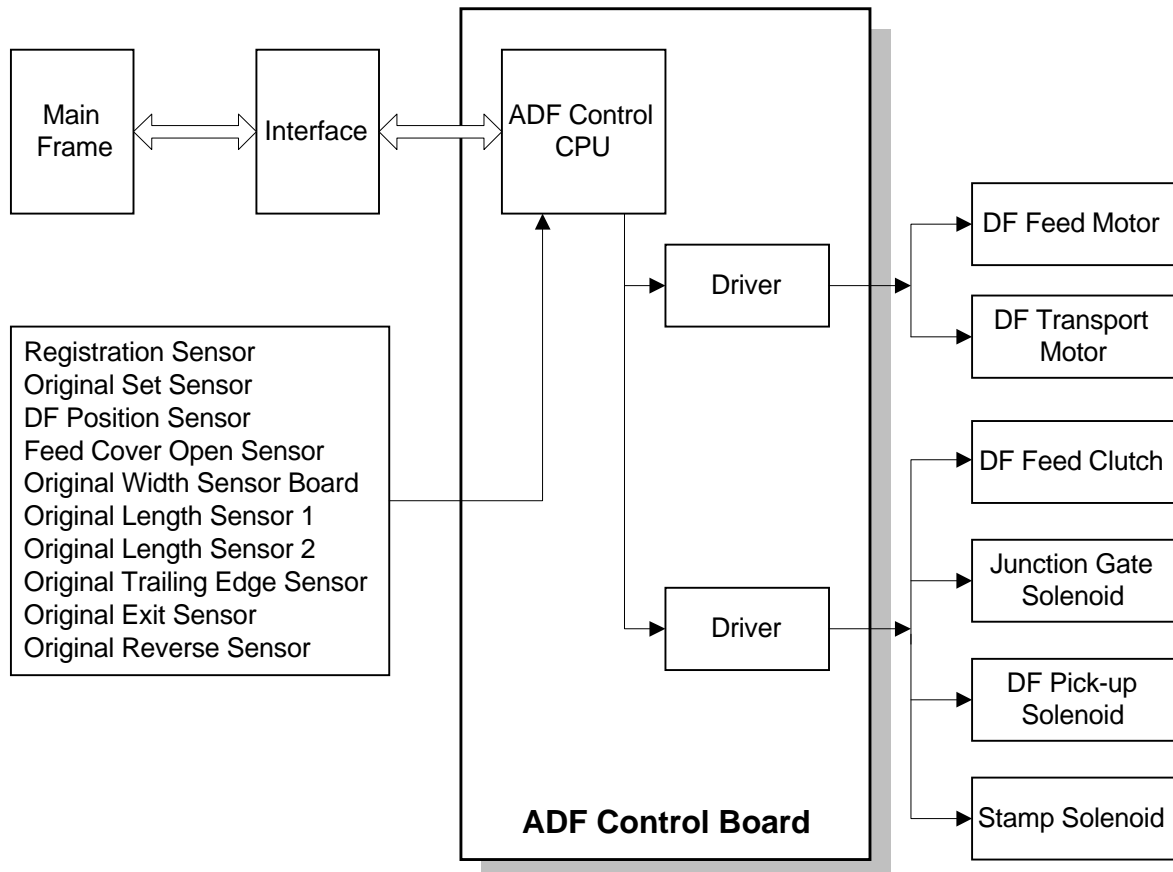 Main
Frame
Interface
ADF Control
CPU
Driver
DF Feed Motor
DF Transport
Motor
Registration Sensor
Original Set Sensor
DF Position Sensor
Feed Cover Open Sensor
Original Width Sensor Board
Original Length Sensor 1
Original Length Sensor 2
Original Trailing Edge Sensor
Original Exit Sensor
Original Reverse Sensor
DF Feed Clutch
Junction Gate
Solenoid
Driver
DF Pick-up
Solenoid
Stamp Solenoid
ADF Control Board